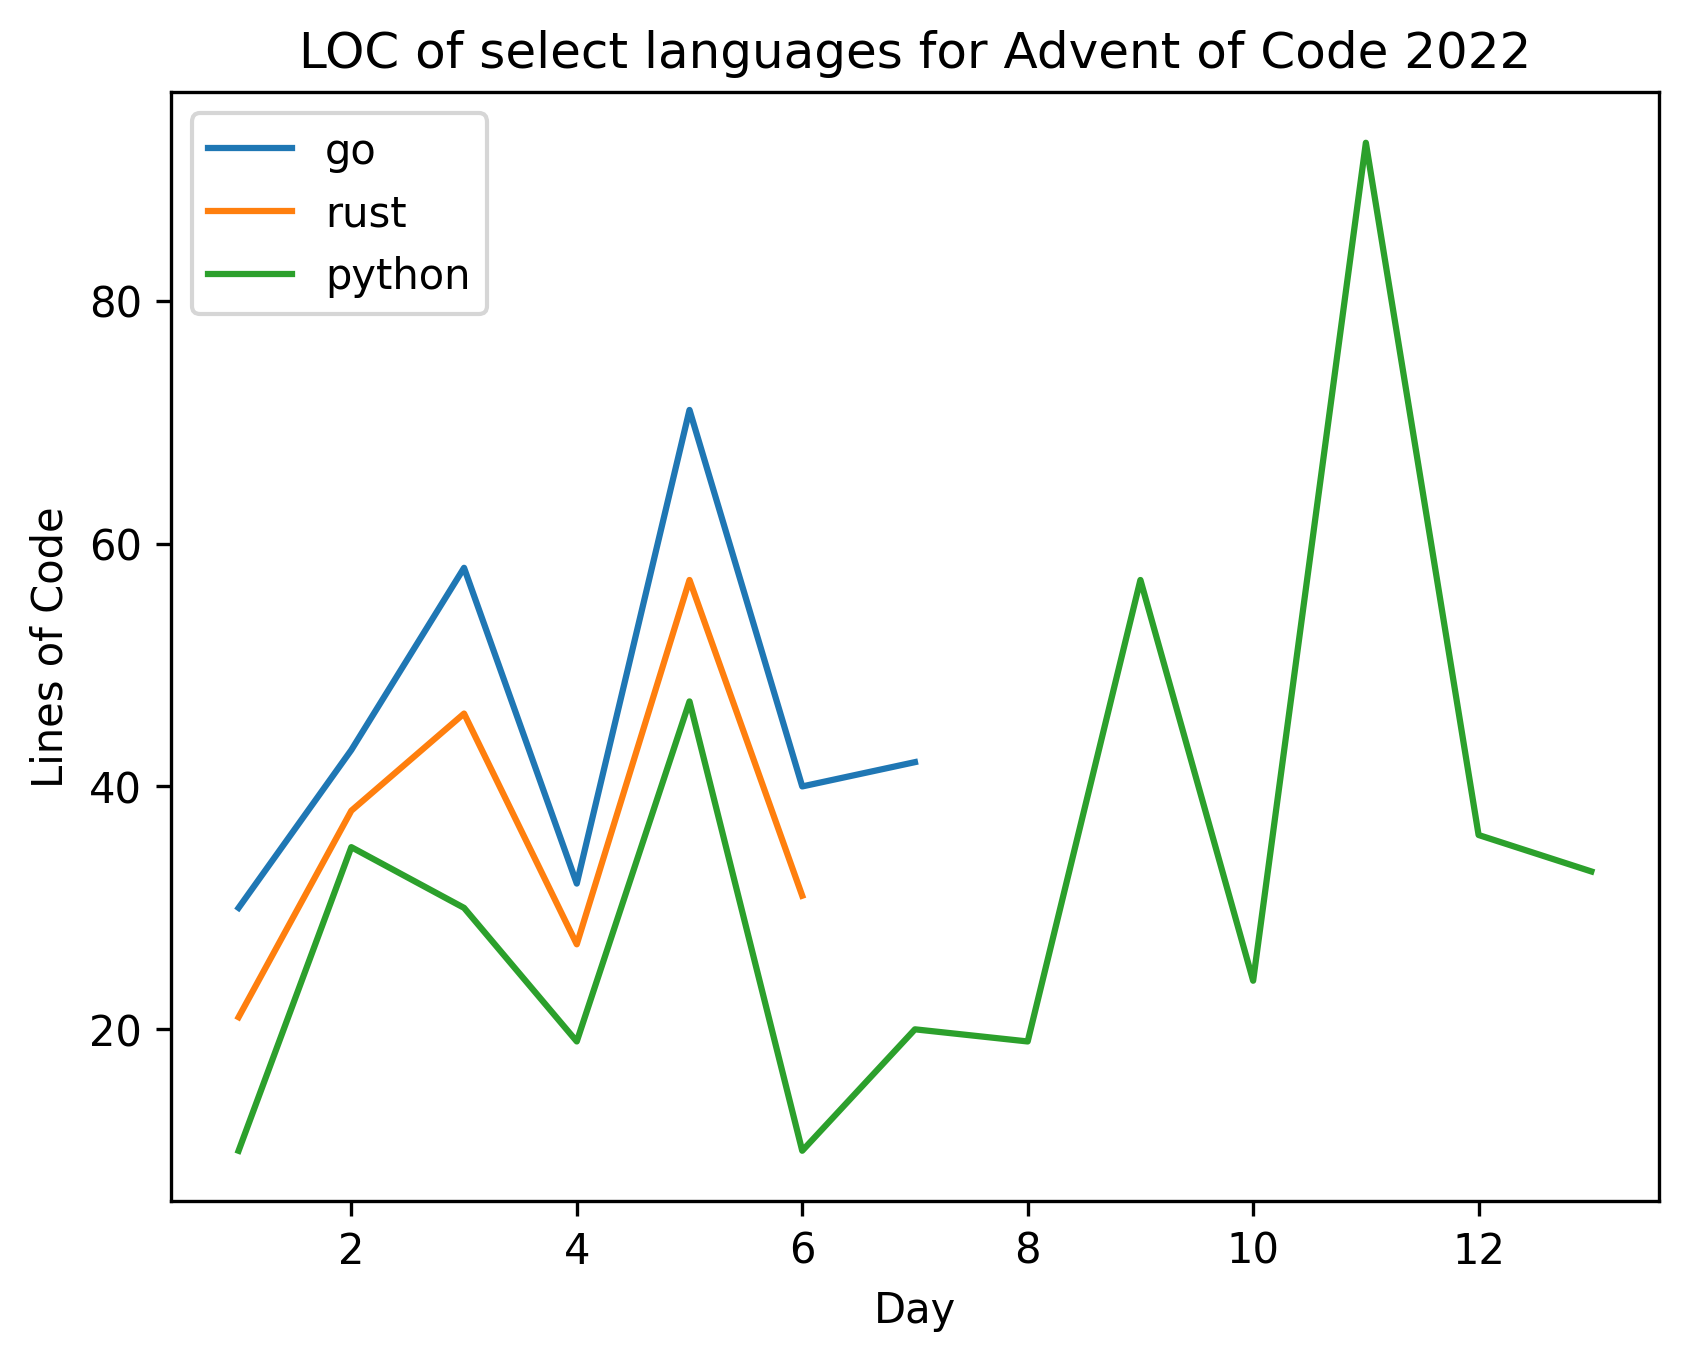 LOC of select languages for Advent of Code 2022
go
rust
python
80
60
40
20
Lines of Code
2 4 6 8 10 12
Day